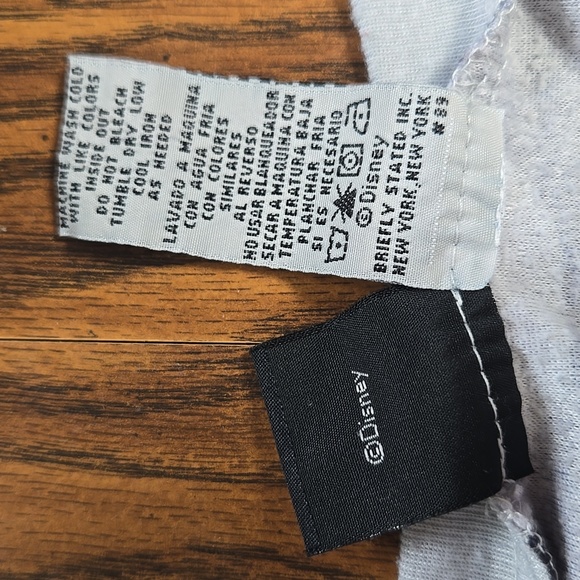 MACHINE WASH COLD
WITH LIKE COLORS
INSIDE OUT
DO NOT BLEACH
TUMBLE DRY LOW
COOL IRON
AS NEEDED
LAVARO A MAQUINA
CON AGUA FRIA
CON COLORES
SIMILARES
AL REVERSO
NO USAR BLANQUEADOR
SECAR A MAQUINA CON
TEMPERATURA BAJA
PLANCHAR FRIA
SI ES NECESARIO
©Disney
BRIEFLY STATED INC.
NEW YORK, NEW YORK
#89
©Disney